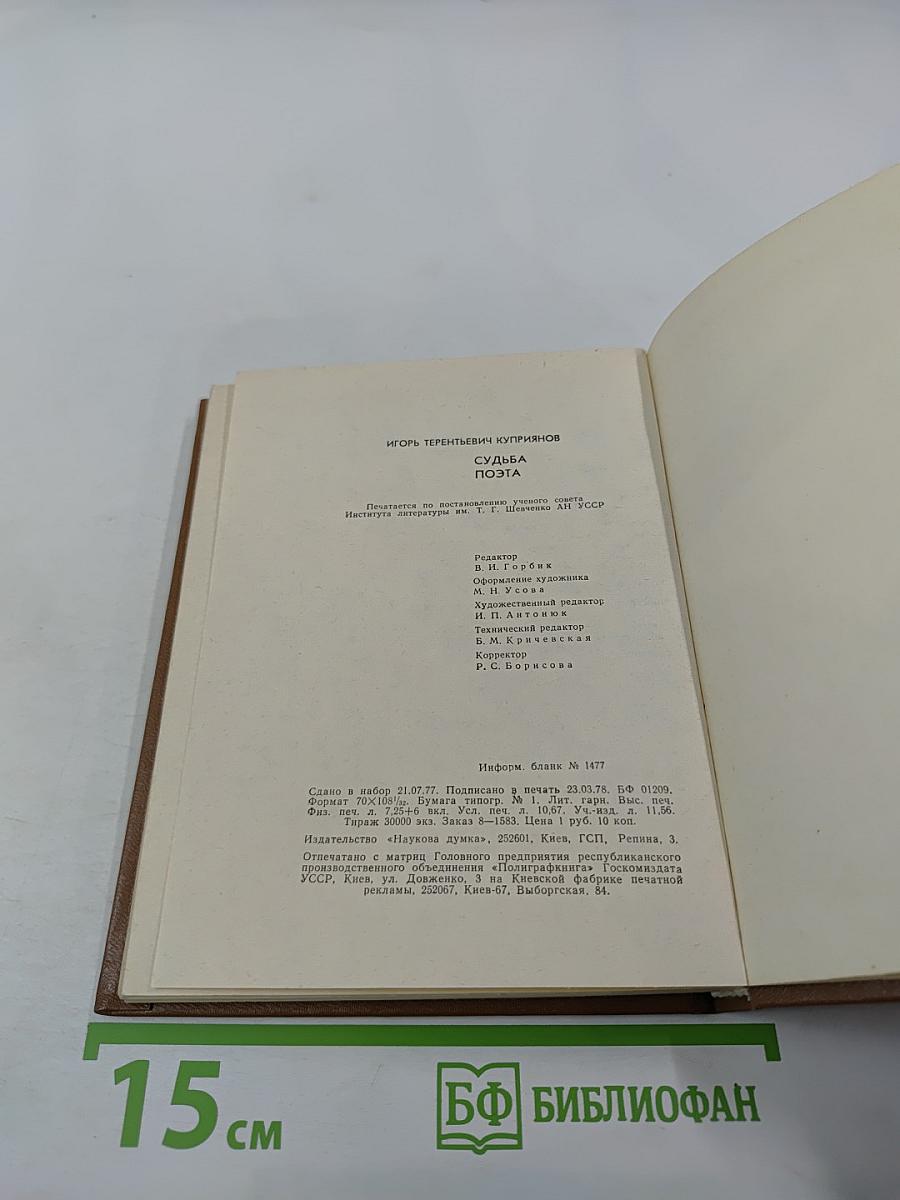 ИГОРЬ ТЕРЕНТЬЕВИЧ КУПРИЯНОВ
СУДЬБА
ПОЭТА
Печатается по постановлению ученого совета
Института литературы им. Т. Г. Шевченко АН УССР
Редактор
В. И. Горбик
Оформление художника
М. Н. Усова
Художественный редактор
И. П. Антонюк
Технический редактор
Б. М. Кричевская
Корректор
Р. С. Борисова
Информ. бланк № 1477
Сдано в набор 21.07.77. Подписано в печать 23.03.78. БФ 01209.
Формат 70×108¹/₃₂. Бумага типогр. № 1. Лит. гарн. Выс. печ.
Физ. печ. л. 7,25+6 вкл. Усл. печ. л. 10,67. Уч.-изд. л. 11,56.
Тираж 30000 экз. Заказ 8—1583. Цена 1 руб. 10 коп.
Издательство «Наукова думка», 252601, Киев, ГСП, Репина, 3.
Отпечатано с матриц Головного предприятия республиканского
производственного объединения «Полиграфкнига» Госкомиздата
УССР, Киев, ул. Довженко, 3 на Киевской фабрике печатной
рекламы, 252067, Киев-67, Выборгская, 84.
15 см
БФ БИБЛИОФАН